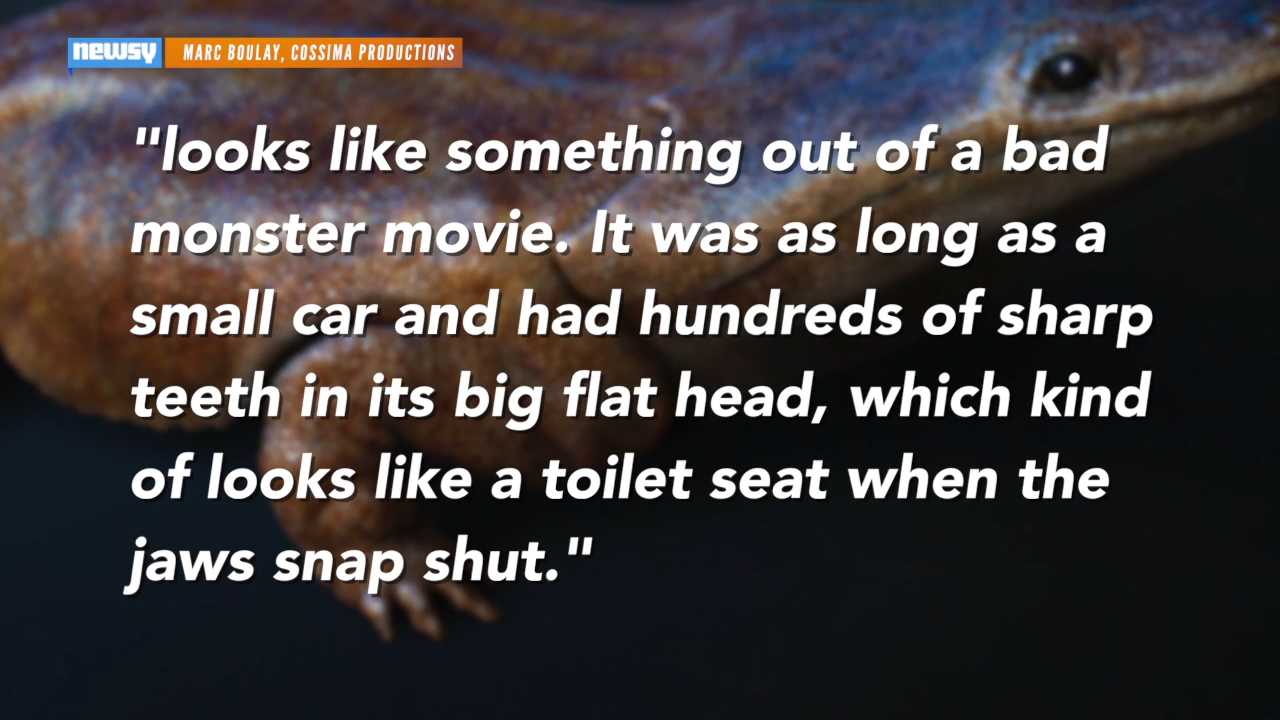 newsy MARC BOULAY, COSSIMA PRODUCTIONS
"looks like something out of a bad
monster movie. It was as long as a
small car and had hundreds of sharp
teeth in its big flat head, which kind
of looks like a toilet seat when the
jaws snap shut."